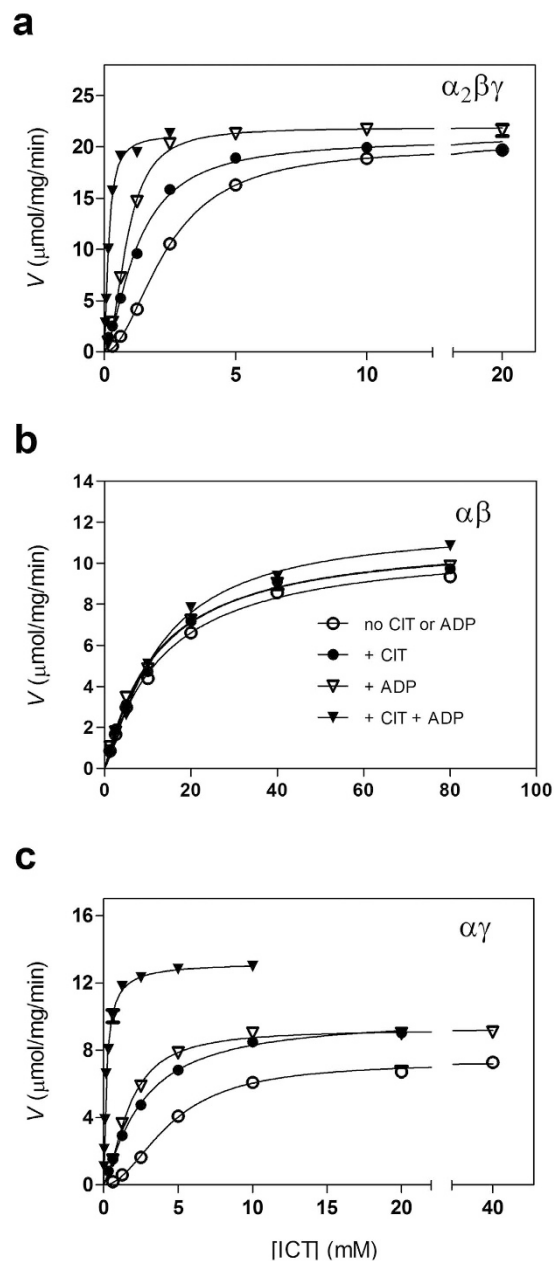 a
α₂βγ
25
20
15
10
5
0
V (μmol/mg/min)
0 5 10 20
b
αβ
14
12
10
8
6
4
2
0
V (μmol/mg/min)
no CIT or ADP
+ CIT
+ ADP
+ CIT + ADP
0 20 40 60 80 100
c
αγ
16
12
8
4
0
V (μmol/mg/min)
0 5 10 20 40
[ICT] (mM)